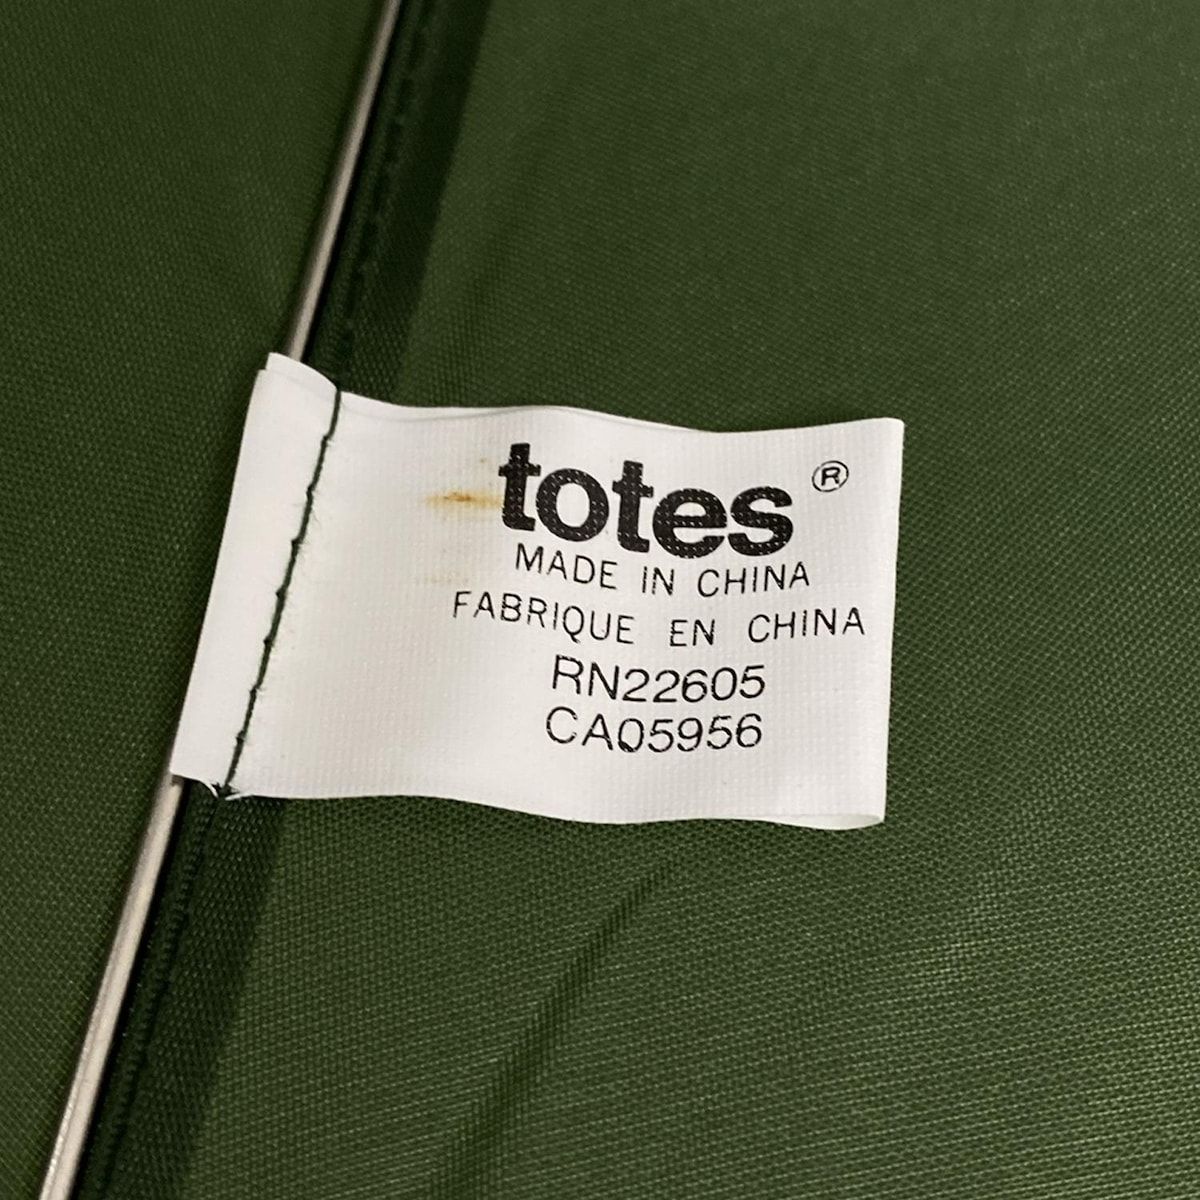 totes®
MADE IN CHINA
FABRIQUE EN CHINA
RN22605
CA05956